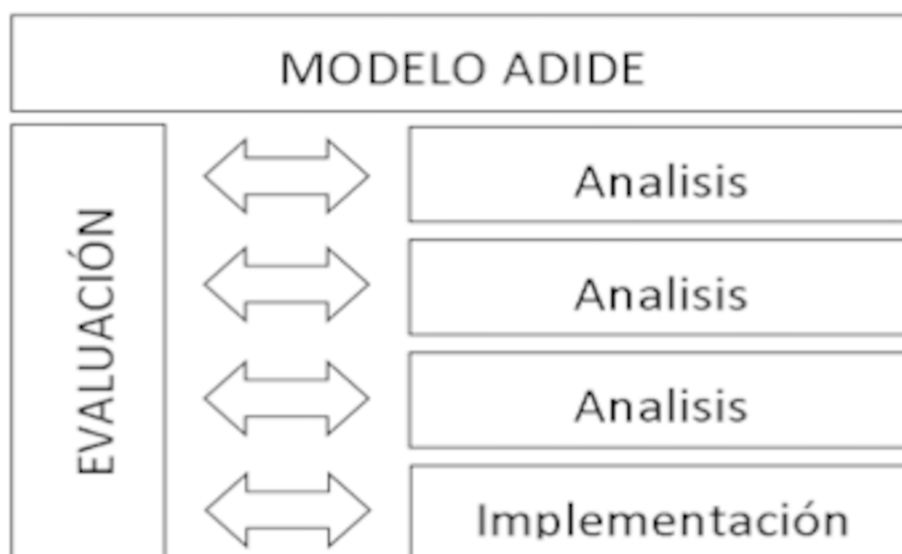 MODELO ADIDE
EVALUACIÓN
Analisis
Analisis
Analisis
Implementación